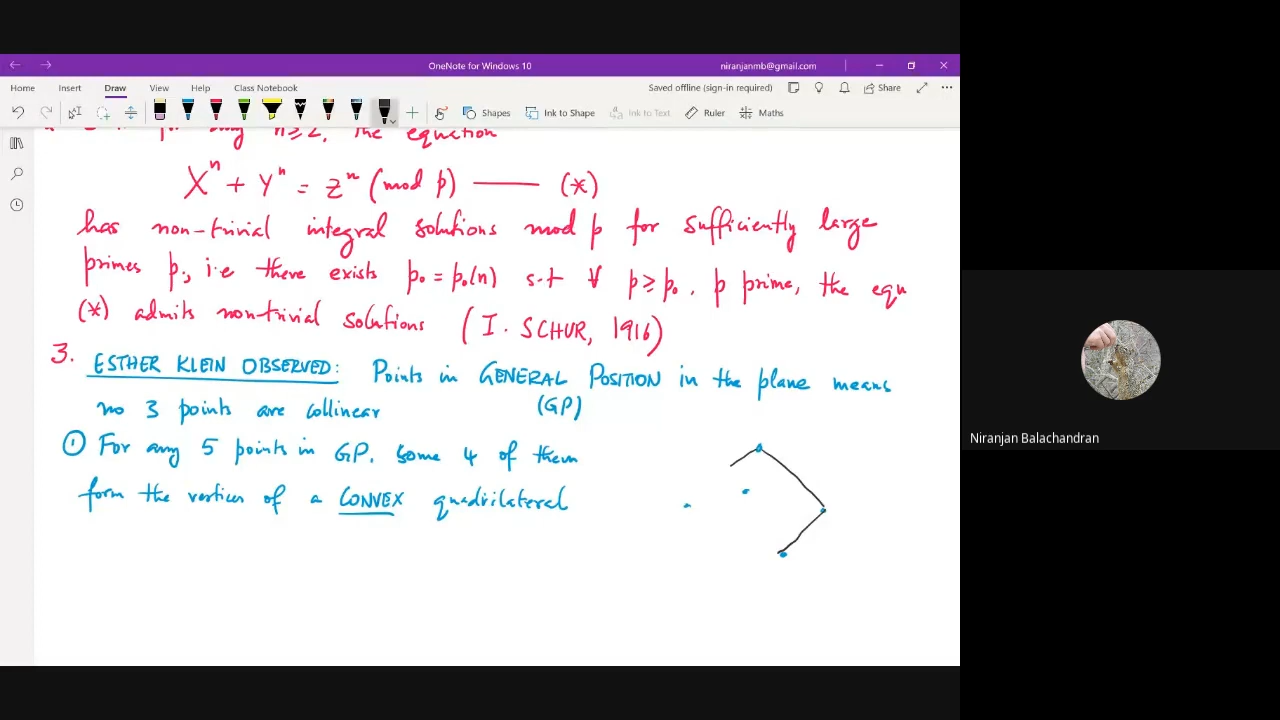 OneNote for Windows 10
niranjanmb@gmail.com
Home Insert Draw View Help Class Notebook
Saved offline (sign-in required) Share
Shapes Ink to Shape Ink to Text Ruler Maths
for any n ≥ 2, the equation
X^n + Y^n = Z^n (mod p) —— (*)
has non-trivial integral solutions mod p for sufficiently large
primes p, i.e there exists p₀ = p₀(n) s.t ∀ p ≥ p₀, p prime, the equ
(*) admits nontrivial solutions (I. SCHUR, 1916)
3. ESTHER KLEIN OBSERVED: Points in GENERAL POSITION in the plane means
no 3 points are collinear (GP)
① For any 5 points in GP, some 4 of them
form the vertices of a CONVEX quadrilateral
Niranjan Balachandran